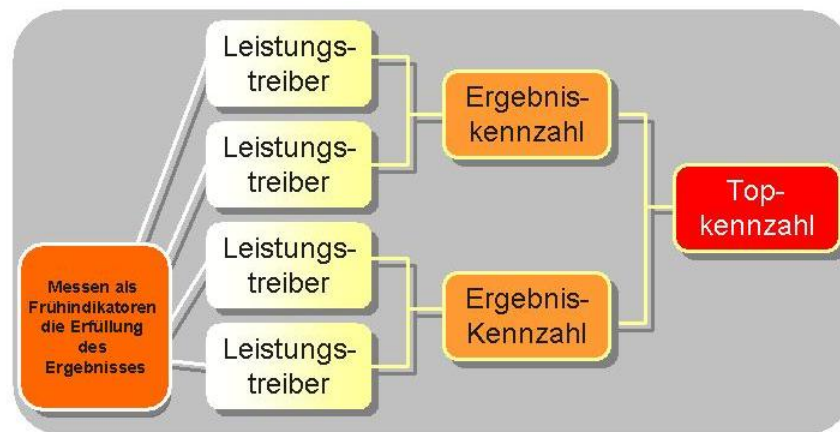 Leistungs-
treiber
Leistungs-
treiber
Leistungs-
treiber
Leistungs-
treiber
Ergebnis-
kennzahl
Ergebnis-
Kennzahl
Top-
kennzahl
Messen als
Frühindikatoren
die Erfüllung
des
Ergebnisses